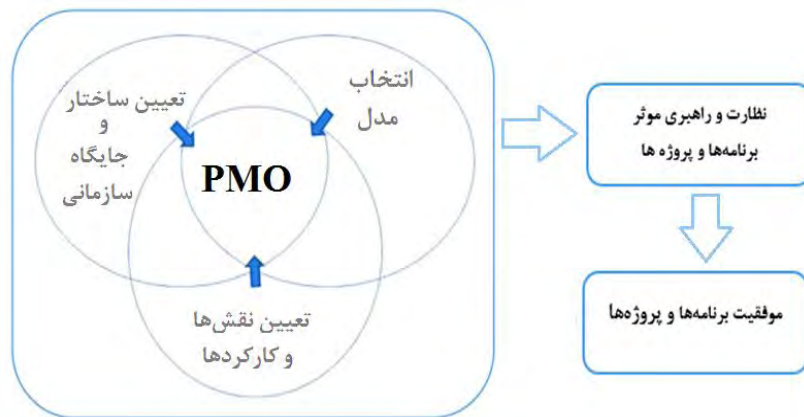 انتخاب
مدل
تعیین ساختار
و
جایگاه
سازمانی
PMO
تعیین نقش‌ها
و کارکردها
نظارت و راهبری موثر
برنامه‌ها و پروژه ها
موفقیت برنامه‌ها و پروژه‌ها